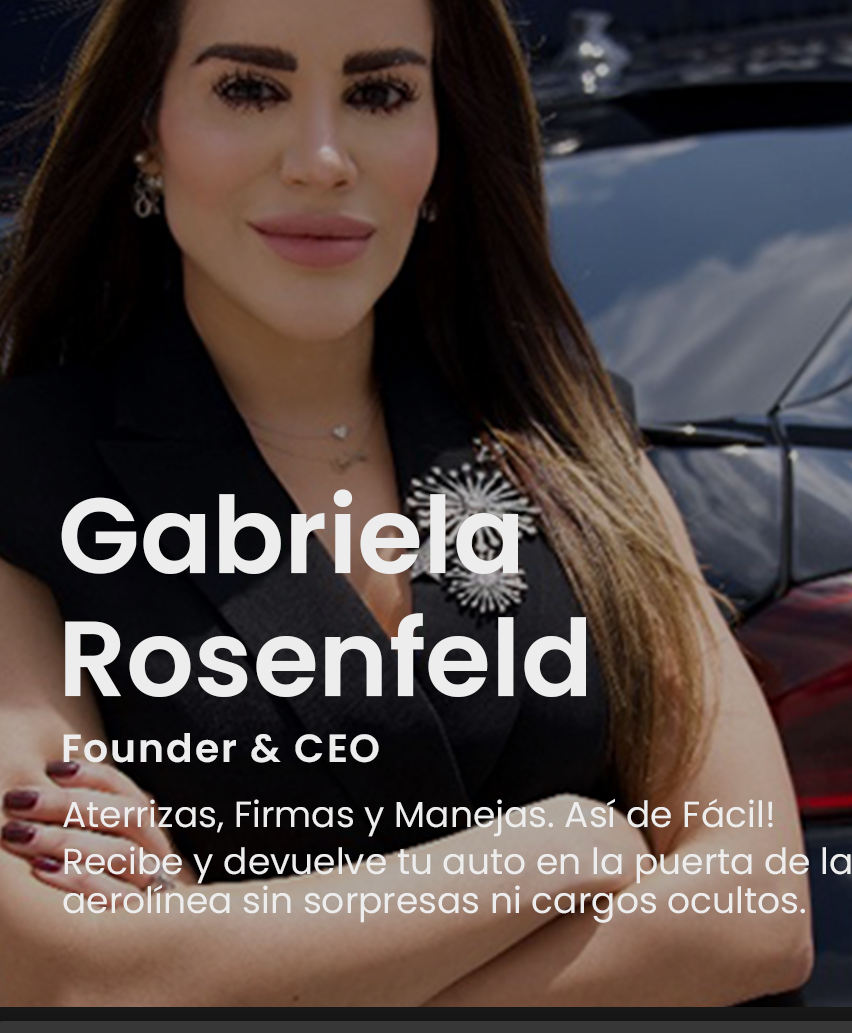 Gabriela
Rosenfeld
Founder & CEO
Aterrizas, Firmas y Manejas. Así de Fácil!
Recibe y devuelve tu auto en la puerta de la
aerolínea sin sorpresas ni cargos ocultos.